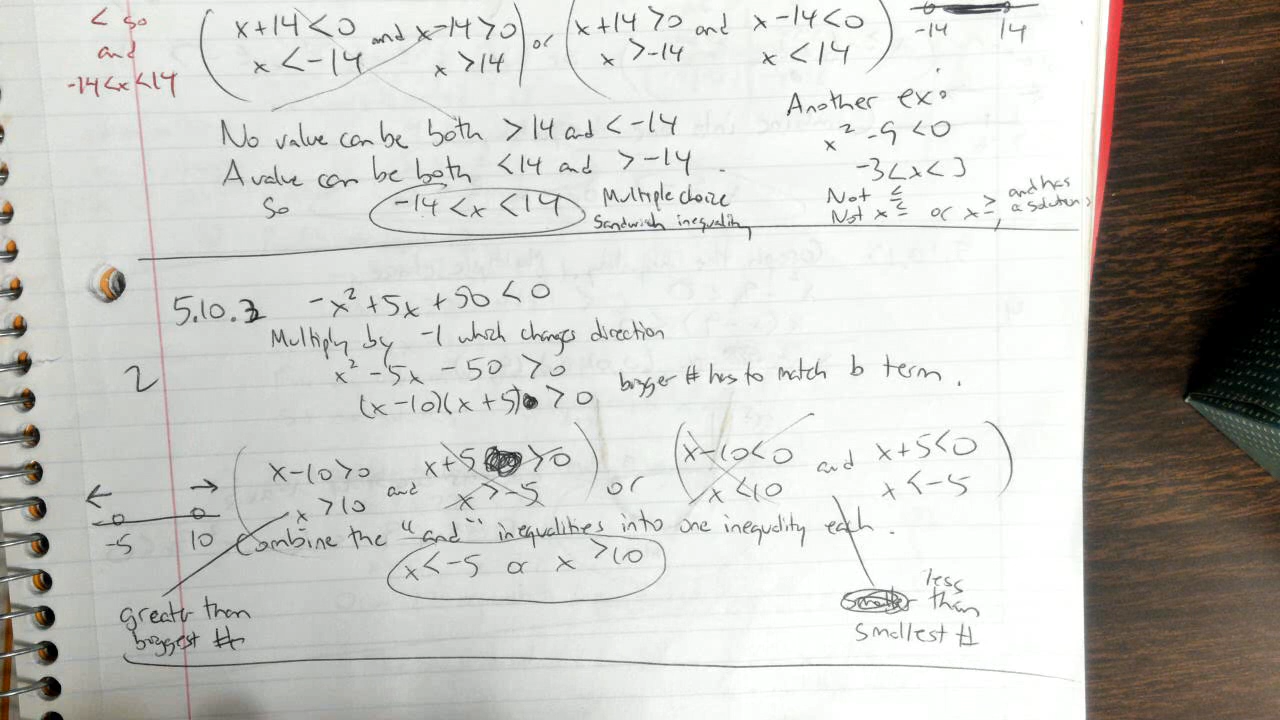 < so
and
-14<x<14
x+14<0 and x-14>0
x<-14 x>14
or
x+14>0 and x-14<0
x>-14 x<14
-14 14
No value can be both >14 and <-14
A value can be both <14 and >-14.
So -14<x<14
Multiple choice
Sandwich inequality
Another ex:
x²-9<0
-3<x<3
Not ≤
Not x≤ or x≥, and has a solution
5.10.2 -x²+5x+50<0
Multiply by -1 which changes direction
2
x²-5x-50>0
bigger # has to match b term.
(x-10)(x+5)>0
x-10>0 and x+5>0
x>10 x>-5
or
x-10<0 and x+5<0
x<10 x<-5
-5 10
Combine the "and" inequalities into one inequality each.
x<-5 or x>10
greater than
biggest #
less
than
smallest #